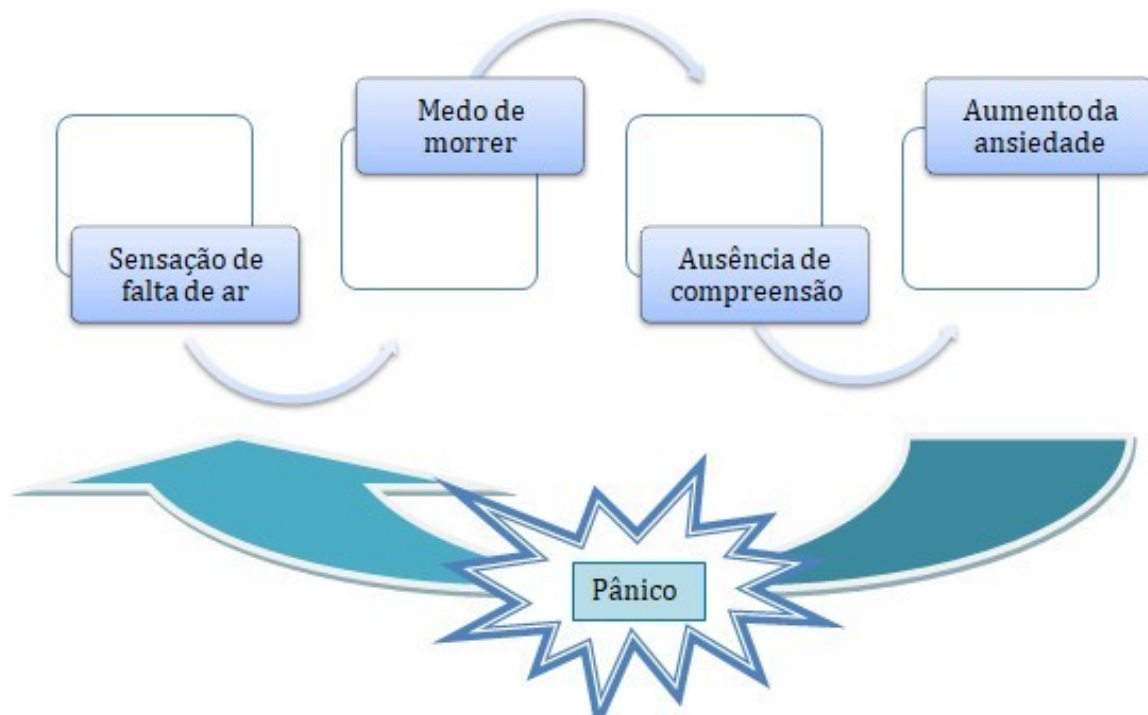 Sensação de
falta de ar
Medo de
morrer
Ausência de
compreensão
Aumento da
ansiedade
Pânico